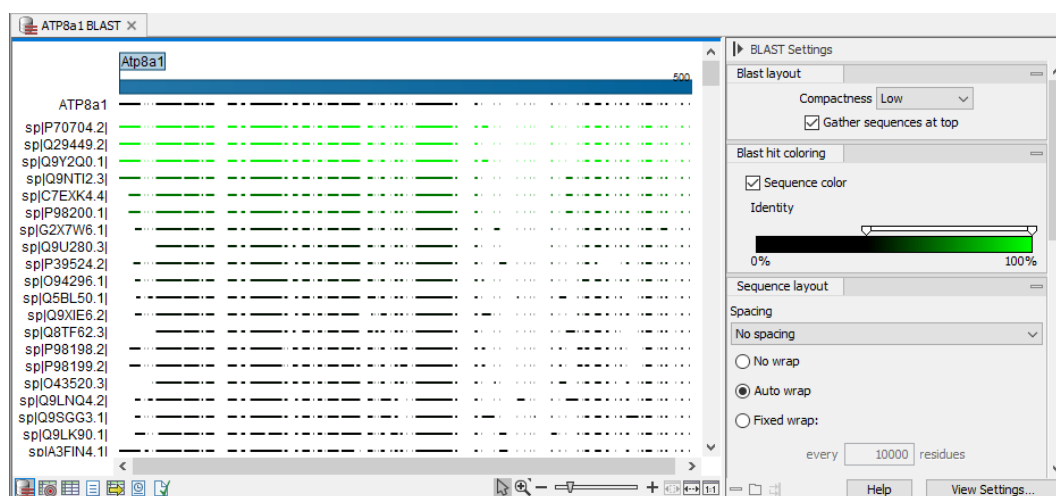 ATP8a1 BLAST
Atp8a1
500
ATP8a1
sp|P70704.2|
sp|Q29449.2|
sp|Q9Y2Q0.1|
sp|Q9NTI2.3|
sp|C7EXK4.4|
sp|P98200.1|
sp|G2X7W6.1|
sp|Q9U280.3|
sp|P39524.2|
sp|O94296.1|
sp|Q5BL50.1|
sp|Q9XIE6.2|
sp|Q8TF62.3|
sp|P98198.2|
sp|P98199.2|
sp|O43520.3|
sp|Q9LNQ4.2|
sp|Q9SGG3.1|
sp|Q9LK90.1|
sp|A3FIN4.1|
BLAST Settings
Blast layout
Compactness Low
Gather sequences at top
Blast hit coloring
Sequence color
Identity
0% 100%
Sequence layout
Spacing
No spacing
No wrap
Auto wrap
Fixed wrap:
every 10000 residues
1:1
Help View Settings...